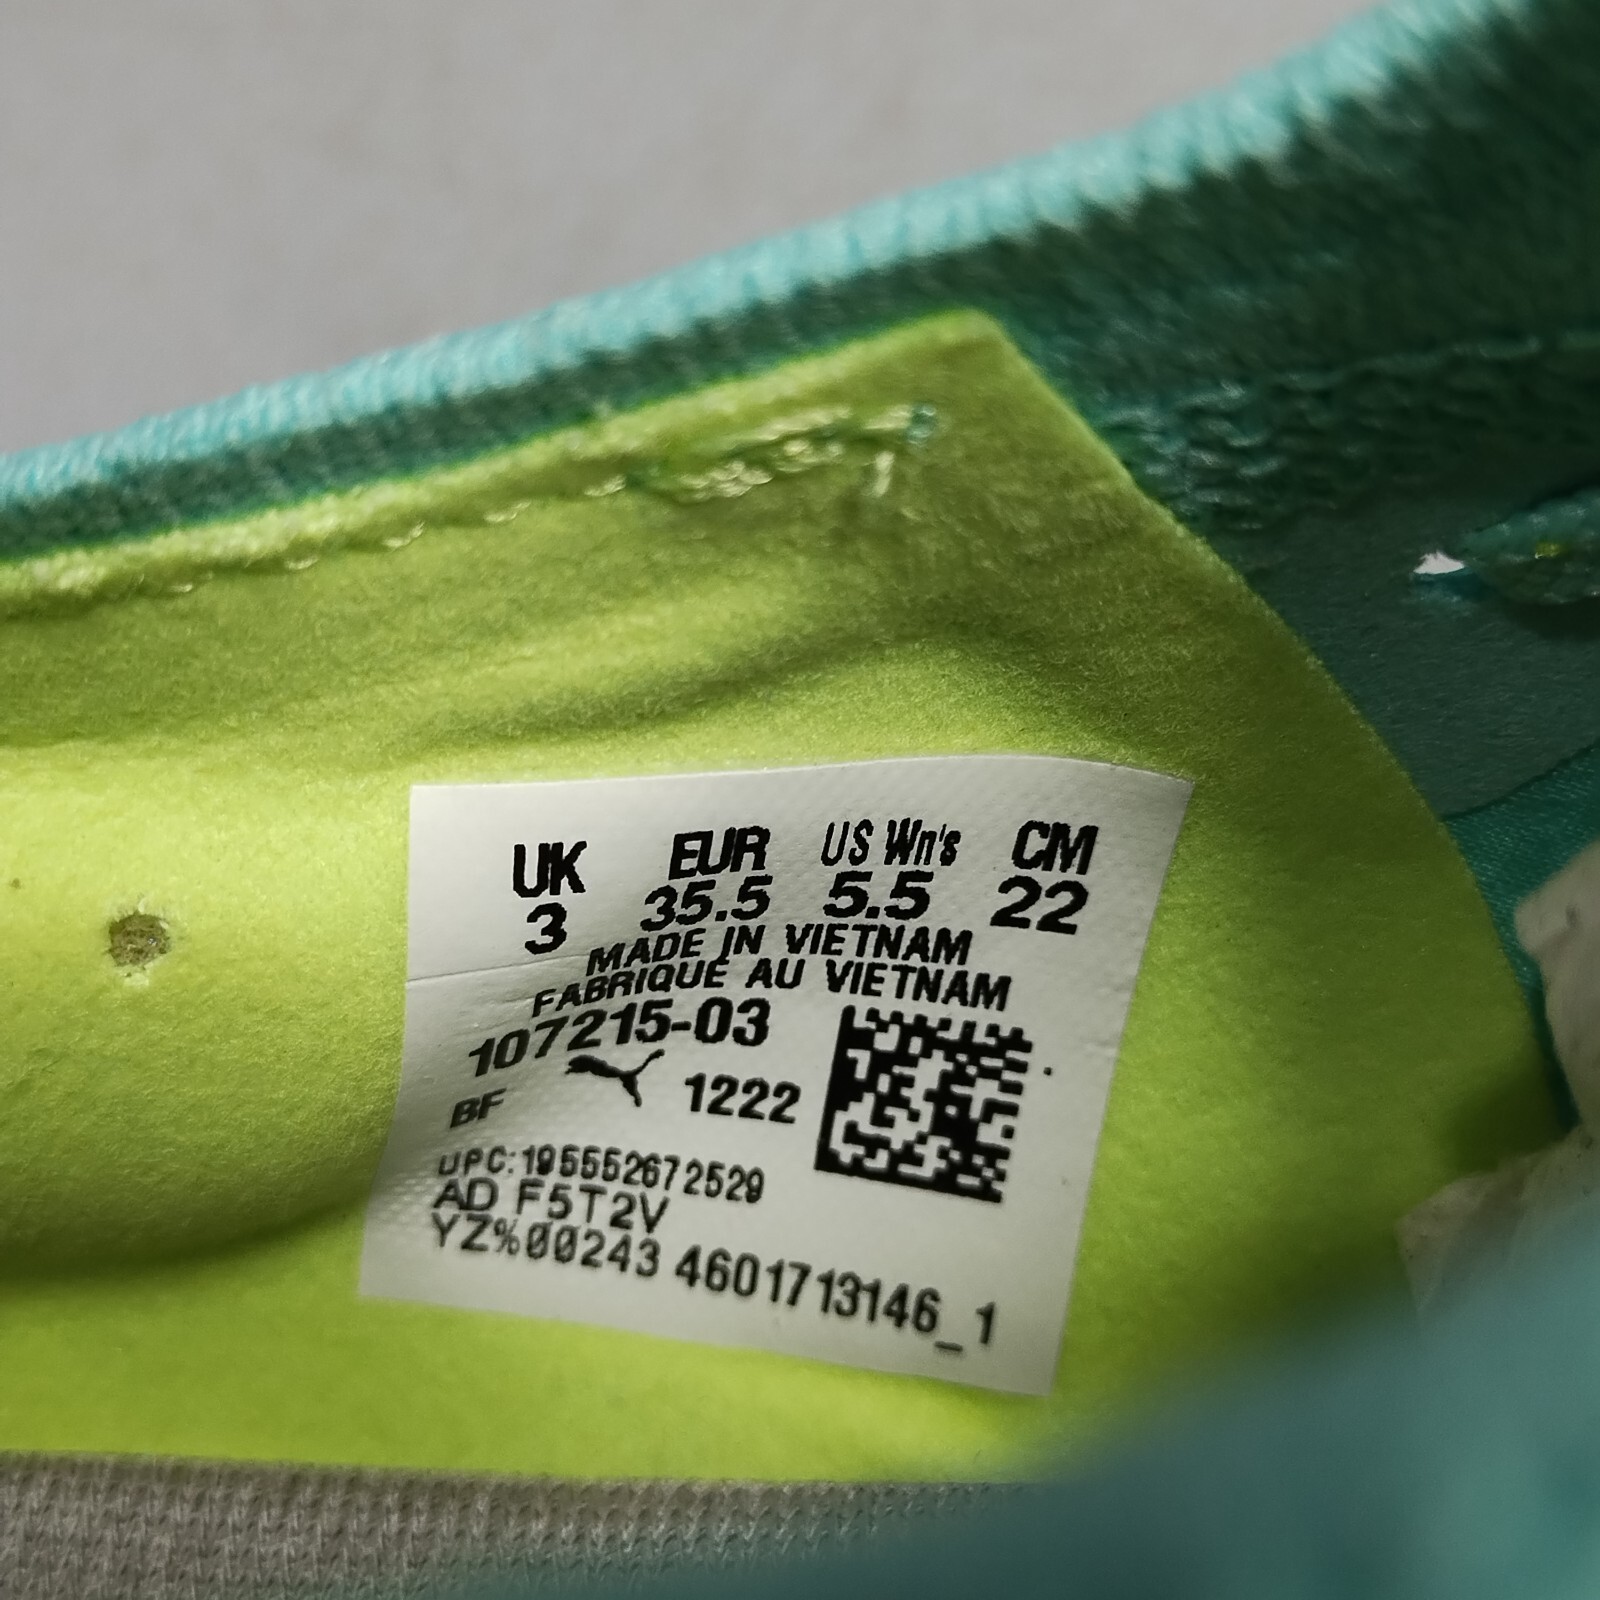 UK EUR US Wn's CM
3 35.5 5.5 22
MADE IN VIETNAM
FABRIQUE AU VIETNAM
107215-03
BF 1222
UPC:195552672529
AD F5T2V
YZ%00243 4601713146_1